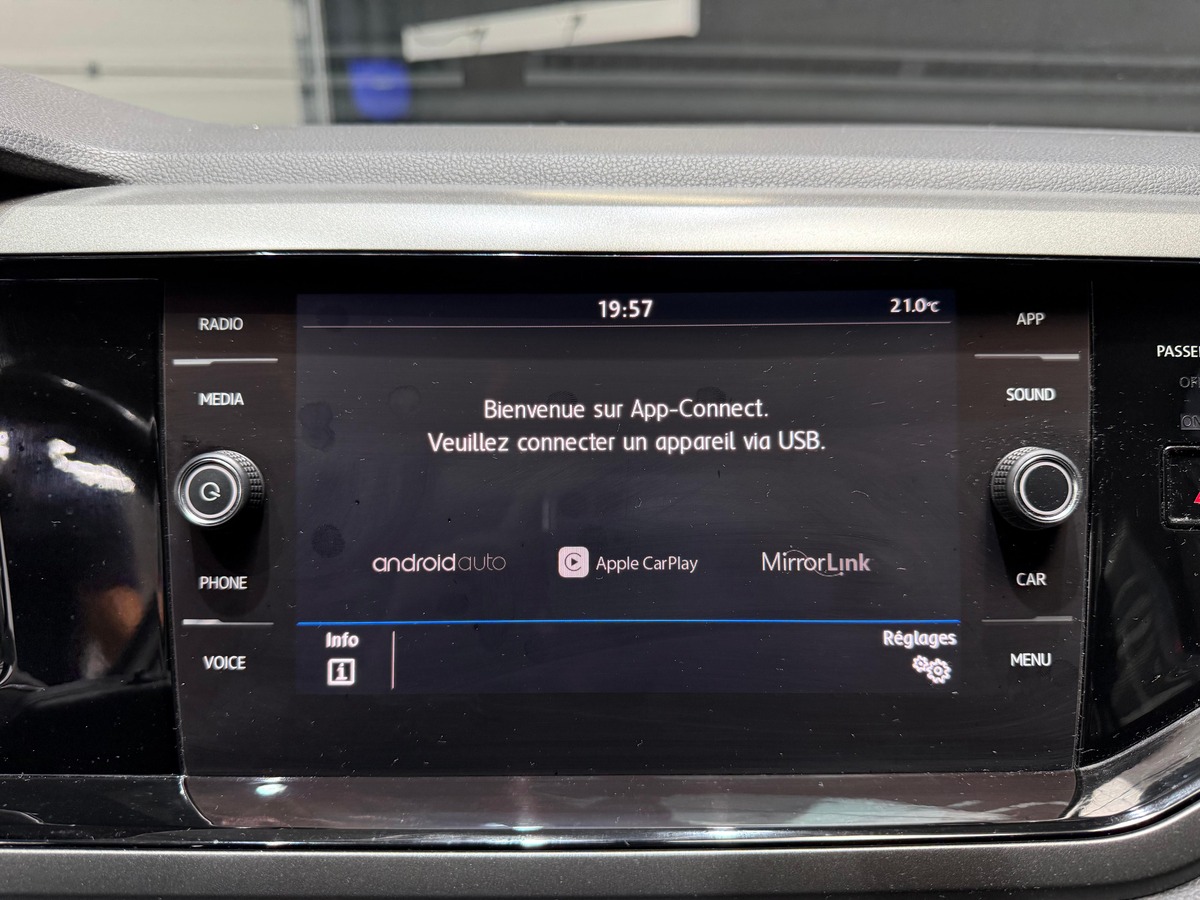 19:57
21.0°C
RADIO
MEDIA
PHONE
VOICE
Bienvenue sur App-Connect.
Veuillez connecter un appareil via USB.
androidauto
Apple CarPlay
MirrorLink
Info
Réglages
APP
SOUND
CAR
MENU